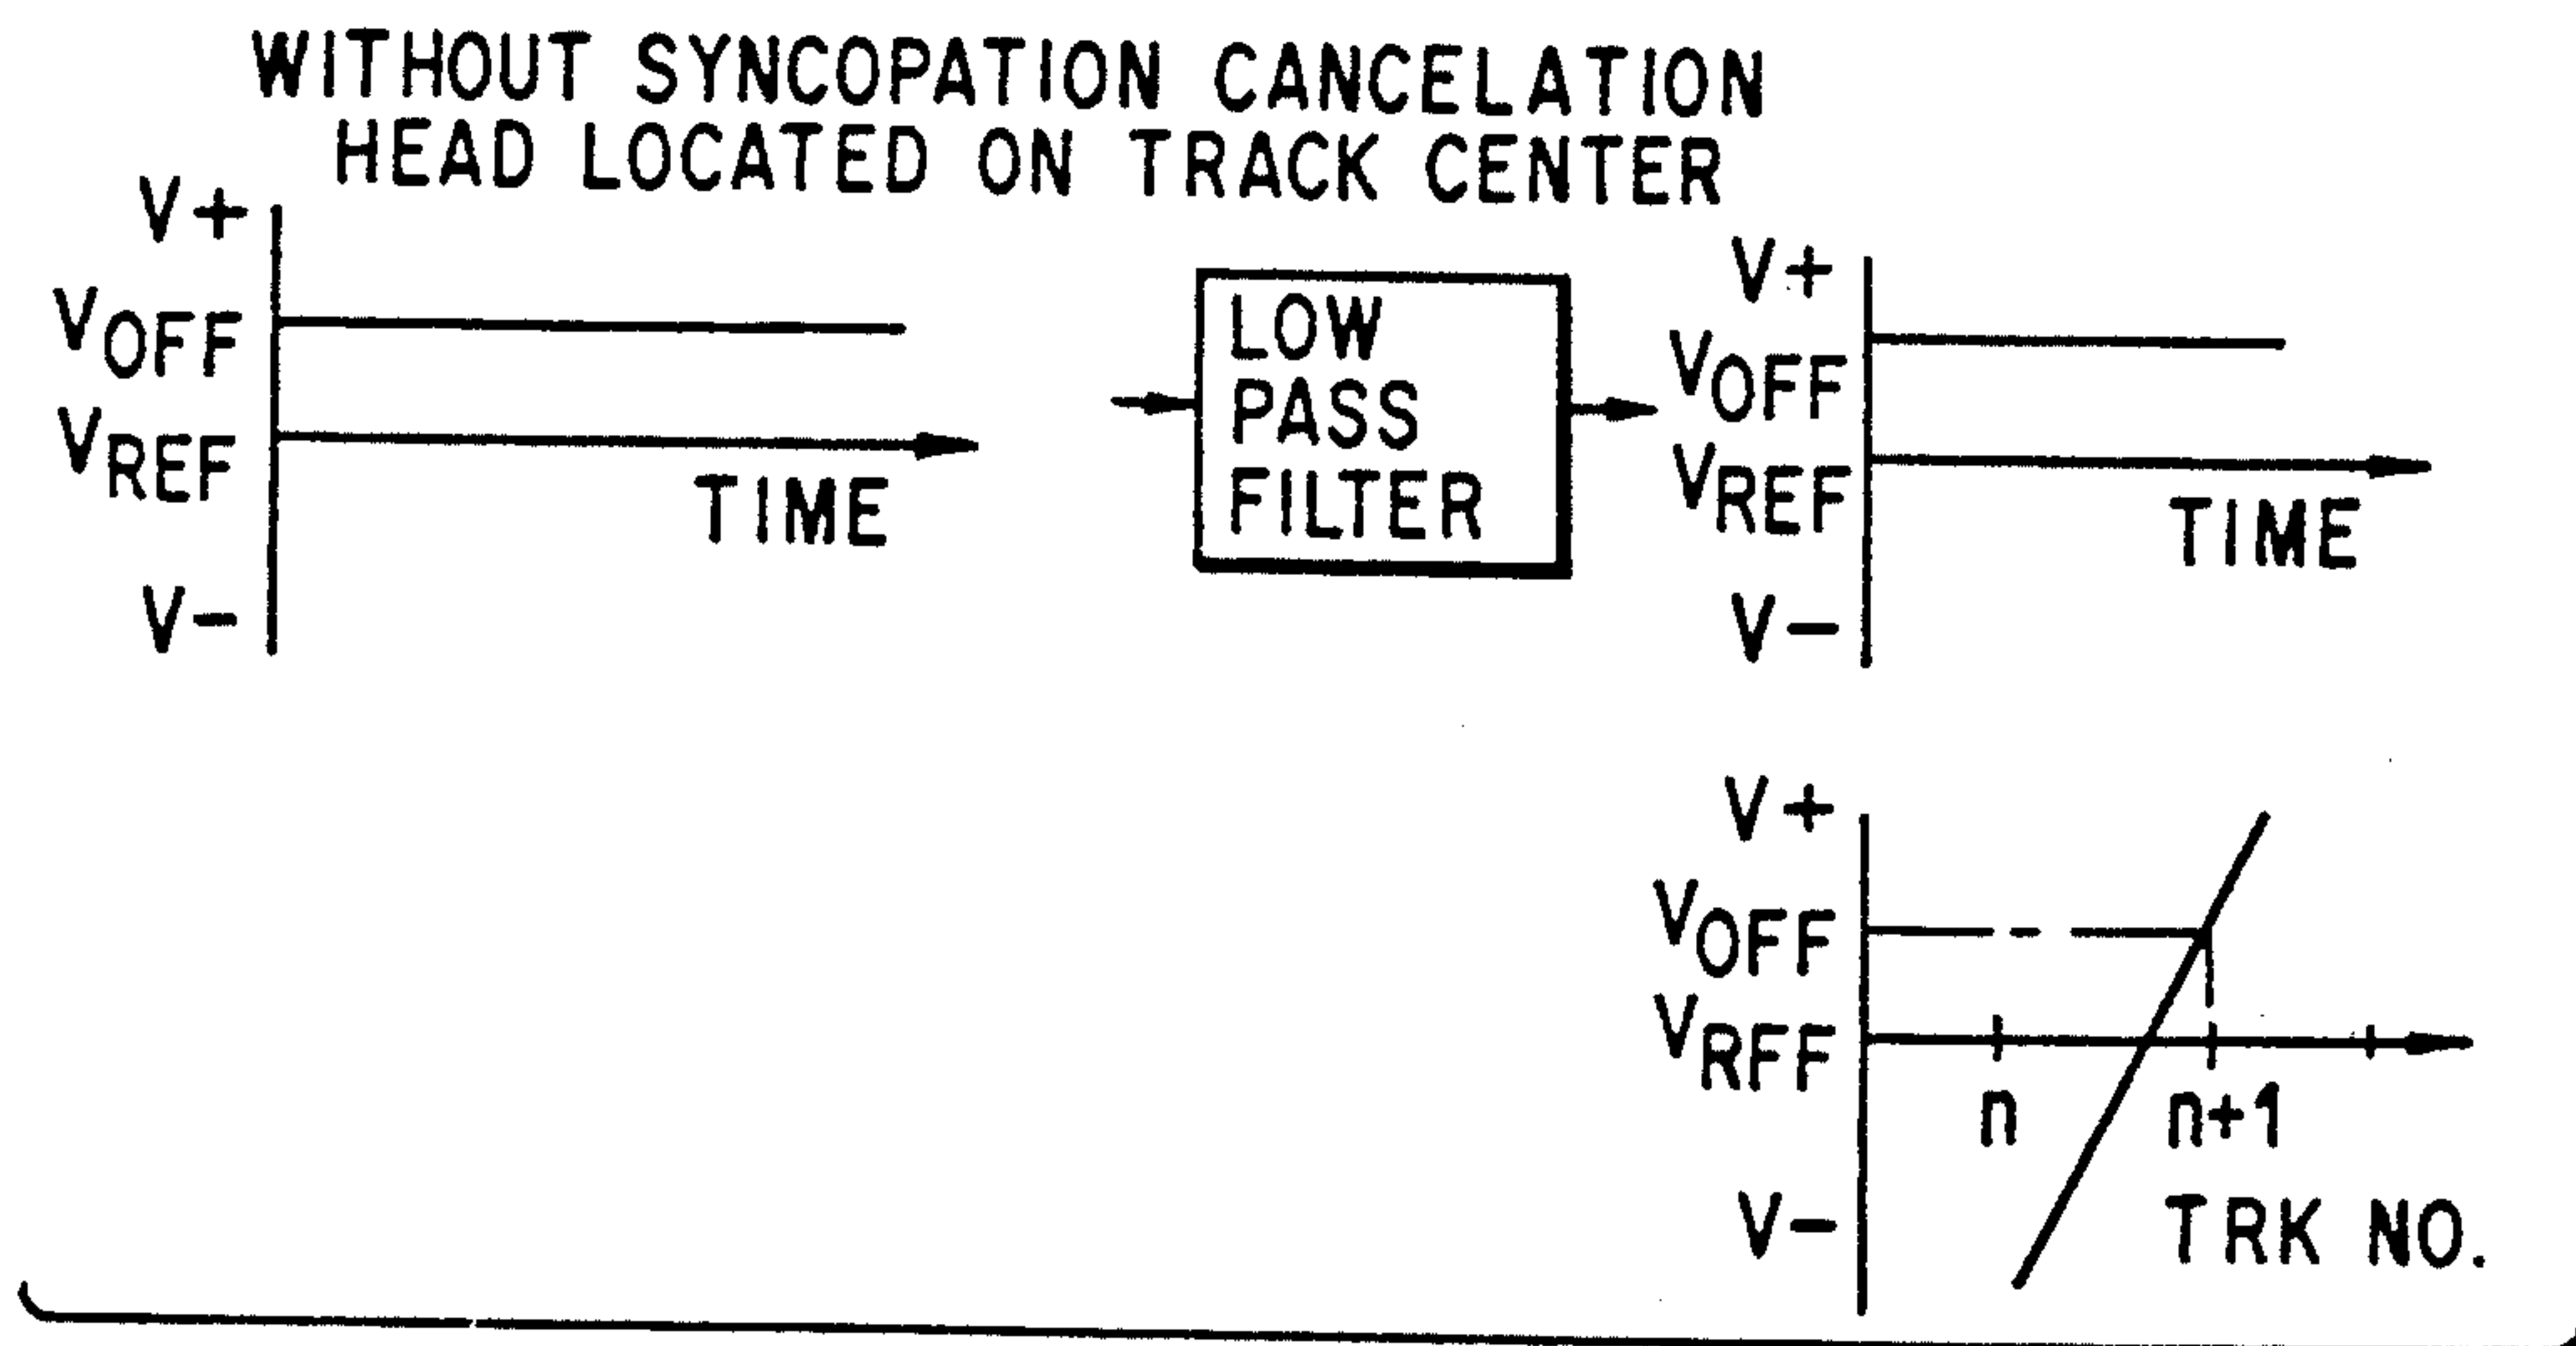 WITHOUT SYNCOPATION CANCELATION
HEAD LOCATED ON TRACK CENTER
V+
VOFF
VREF
TIME
V-
LOW
PASS
FILTER
V+
VOFF
VREF
TIME
V-
V+
VOFF
VRFF
n
n+1
V-
TRK NO.